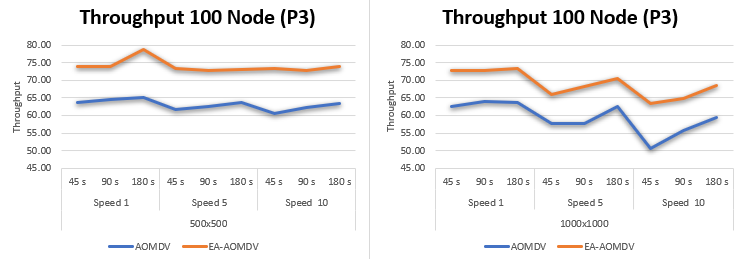 Throughput 100 Node (P3)
80.00
75.00
70.00
65.00
60.00
55.00
50.00
45.00
Throughput
45 s 90 s 180 s 45 s 90 s 180 s 45 s 90 s 180 s
Speed 1 Speed 5 Speed 10
500x500
AOMDV EA-AOMDV
Throughput 100 Node (P3)
80.00
75.00
70.00
65.00
60.00
55.00
50.00
45.00
Throughput
45 s 90 s 180 s 45 s 90 s 180 s 45 s 90 s 180 s
Speed 1 Speed 5 Speed 10
1000x1000
AOMDV EA-AOMDV